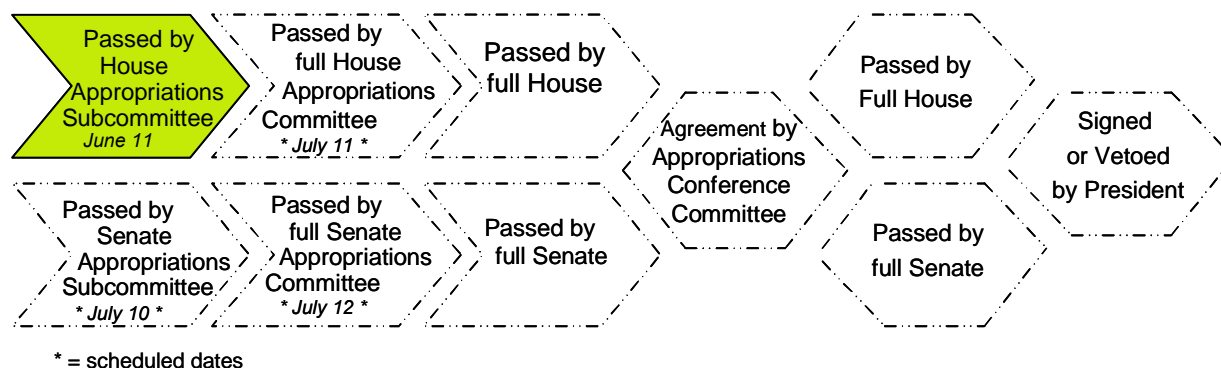 Passed by
House
Appropriations
Subcommittee
June 11
Passed by
full House
Appropriations
Committee
* July 11 *
Passed by
full House
Agreement by
Appropriations
Conference
Committee
Passed by
Full House
Signed
or Vetoed
by President
Passed by
Senate
Appropriations
Subcommittee
* July 10 *
Passed by
full Senate
Appropriations
Committee
* July 12 *
Passed by
full Senate
Passed by
full Senate
* = scheduled dates